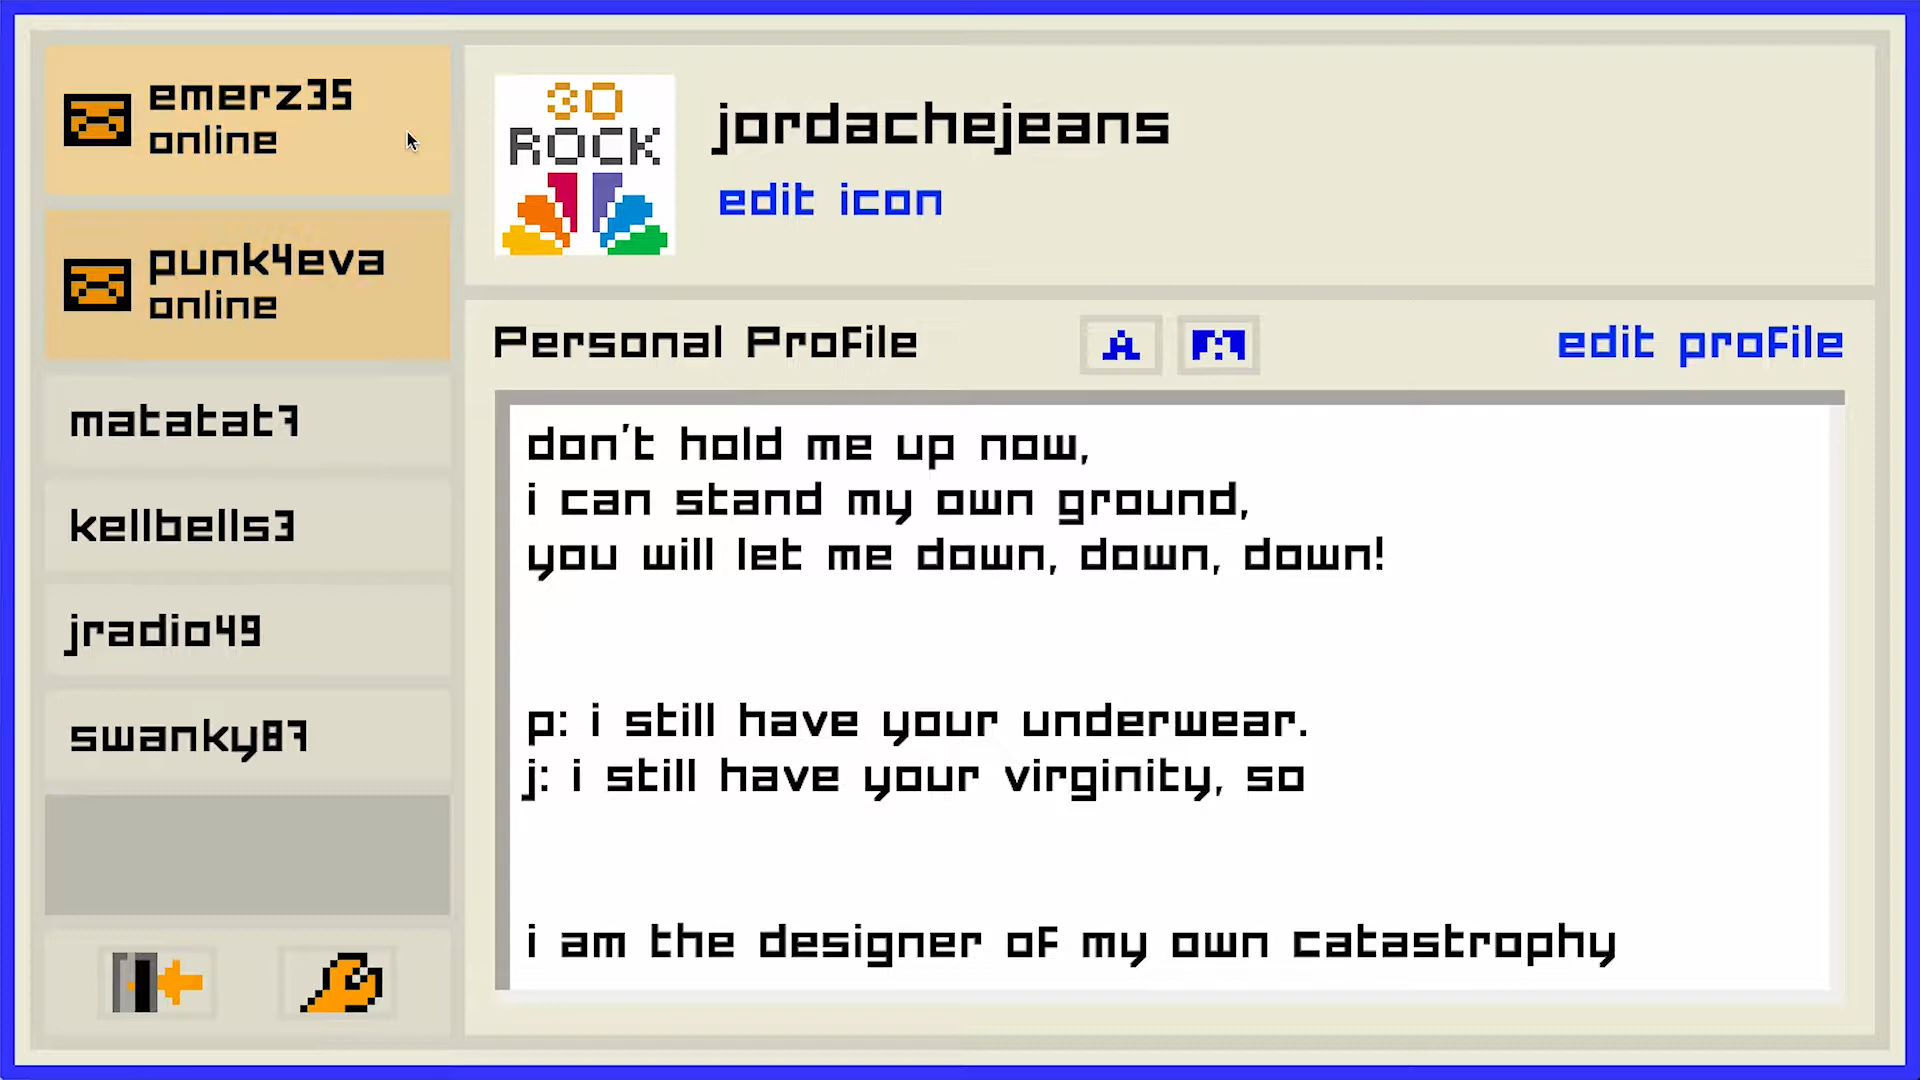 emerz35
online
punk4eva
online
matatat7
kellbells3
jradio49
swanky87
30
ROCK
jordachejeans
edit icon
Personal Profile
A
edit profile
don't hold me up now,
i can stand my own ground,
you will let me down, down, down!
p: i still have your underwear.
j: i still have your virginity, so
i am the designer of my own catastrophy